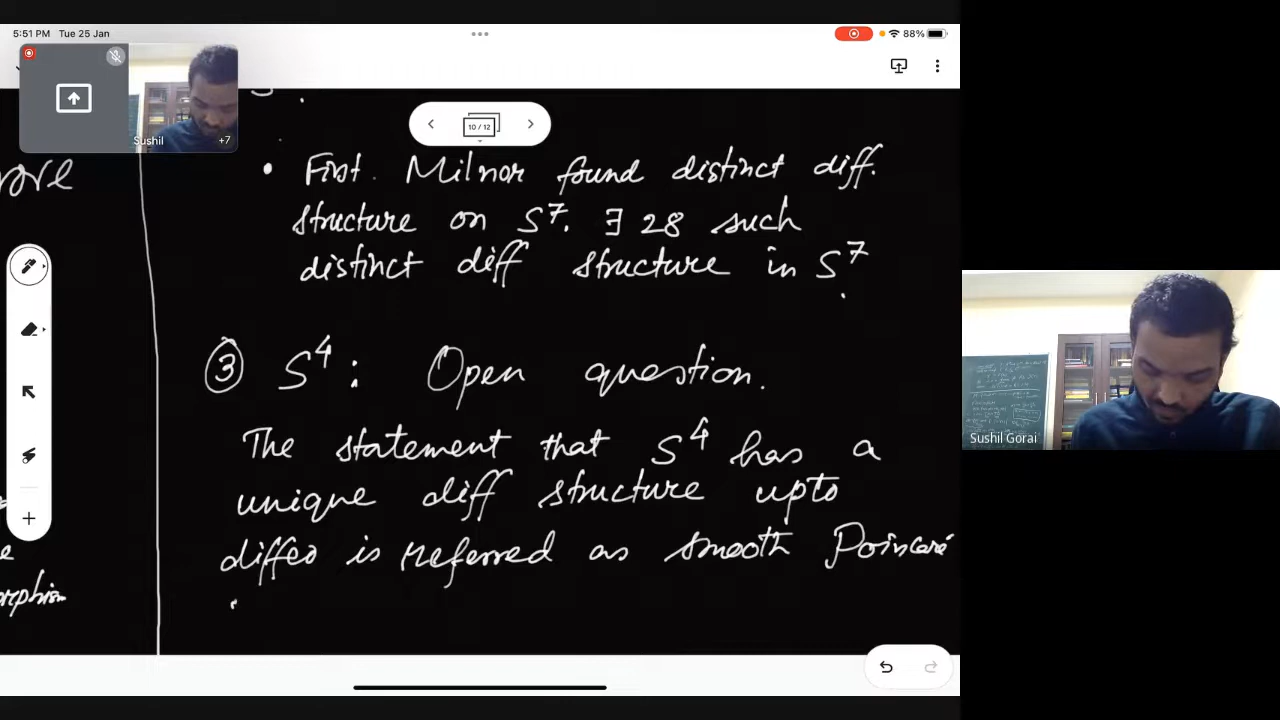 5:51 PM Tue 25 Jan
88%
Sushil
+7
10 / 12
• First. Milnor found distinct diff.
structure on S⁷. ∃ 28 such
distinct diff structure in S⁷
③ S⁴: Open question.
The statement that S⁴ has a
unique diff structure upto
diffeo is referred as smooth Poincaré
orphism
Sushil Gorai